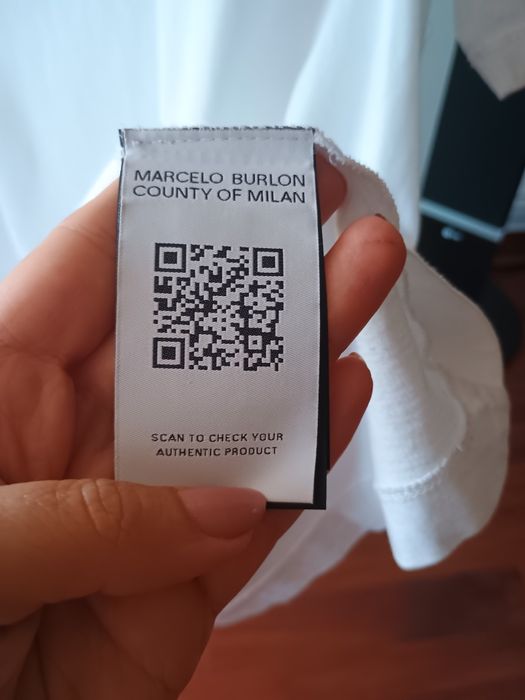 MARCELO BURLON
COUNTY OF MILAN
SCAN TO CHECK YOUR
AUTHENTIC PRODUCT